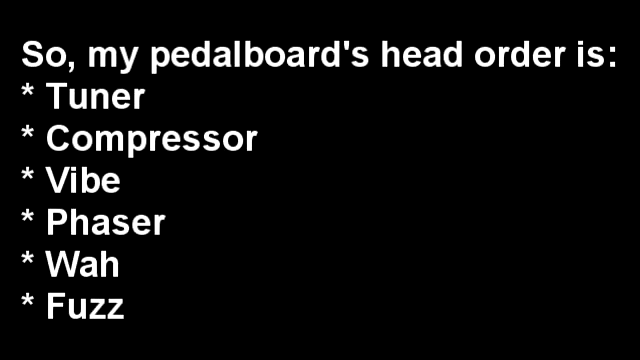 So, my pedalboard's head order is:
* Tuner
* Compressor
* Vibe
* Phaser
* Wah
* Fuzz